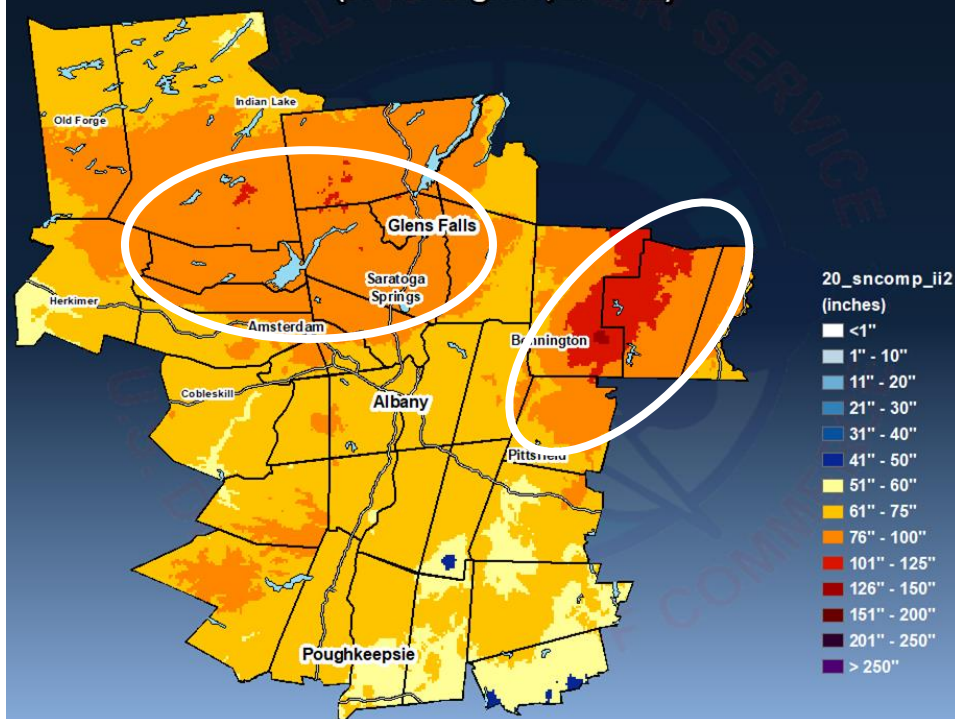 Indian Lake
Old Forge
Glens Falls
Saratoga
Springs
Herkimer
Amsterdam
Bennington
Cobleskill
Albany
Pittsfield
Poughkeepsie
20_sncomp_ii2
(inches)
<1"
1" - 10"
11" - 20"
21" - 30"
31" - 40"
41" - 50"
51" - 60"
61" - 75"
76" - 100"
101" - 125"
126" - 150"
151" - 200"
201" - 250"
> 250"